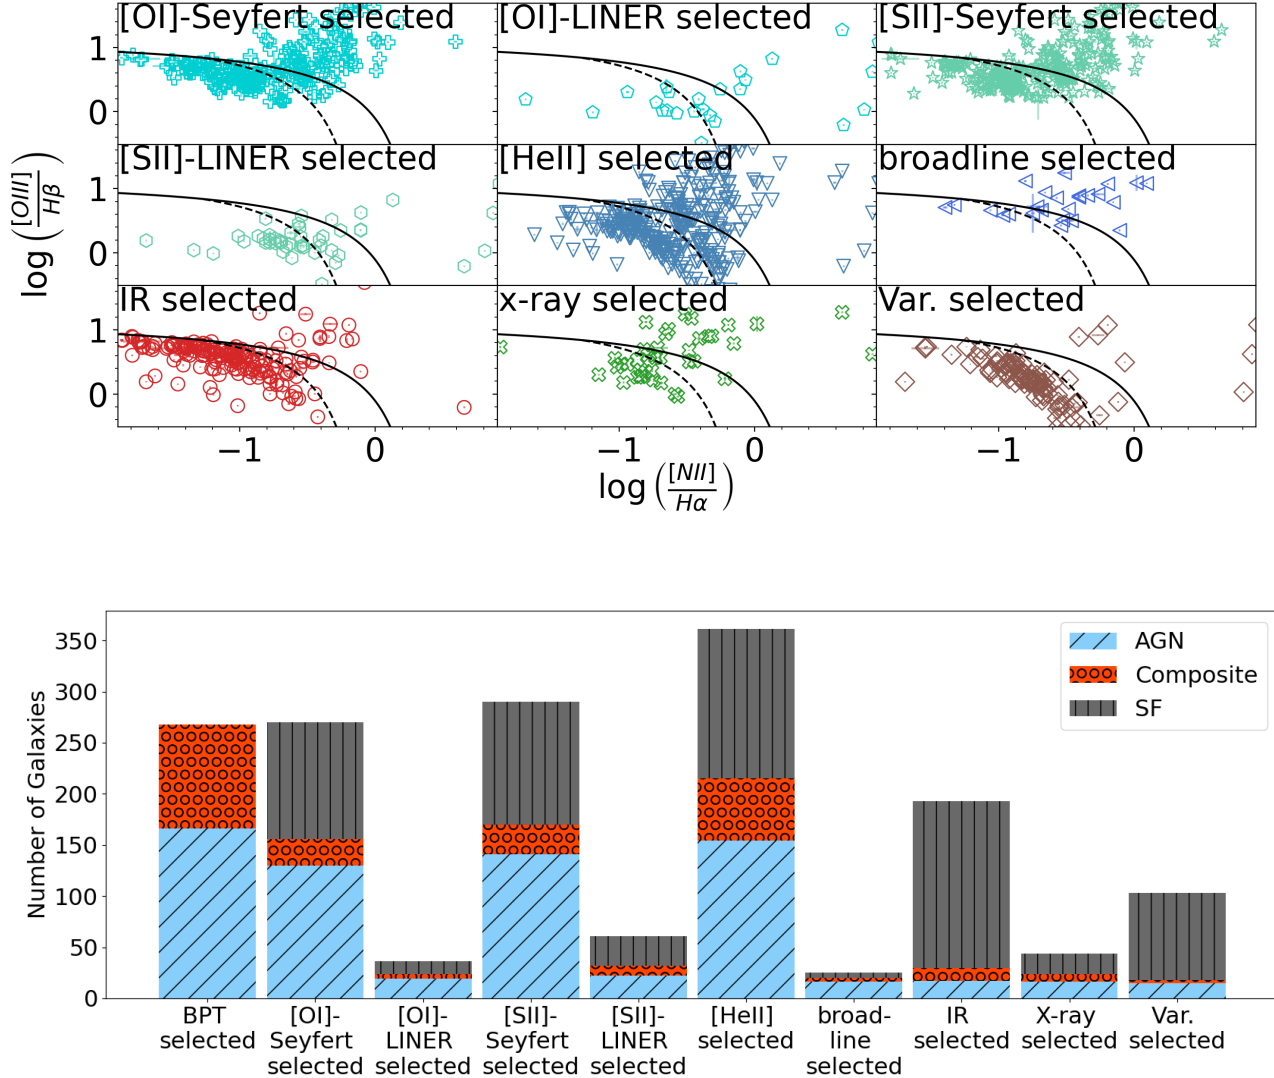 [OI]-Seyfert selected
[OI]-LINER selected
[SII]-Seyfert selected
1
0
[SII]-LINER selected
[HeII] selected
broadline selected
1
0
log ([OIII]/Hβ)
IR selected
x-ray selected
Var. selected
1
0
−1 0 −1 0 −1 0
log ([NII]/Hα)
Number of Galaxies
350
300
250
200
150
100
50
0
AGN
Composite
SF
BPT
selected
[OI]-
Seyfert
selected
[OI]-
LINER
selected
[SII]-
Seyfert
selected
[SII]-
LINER
selected
[HeII]
selected
broad-
line
selected
IR
selected
X-ray
selected
Var.
selected